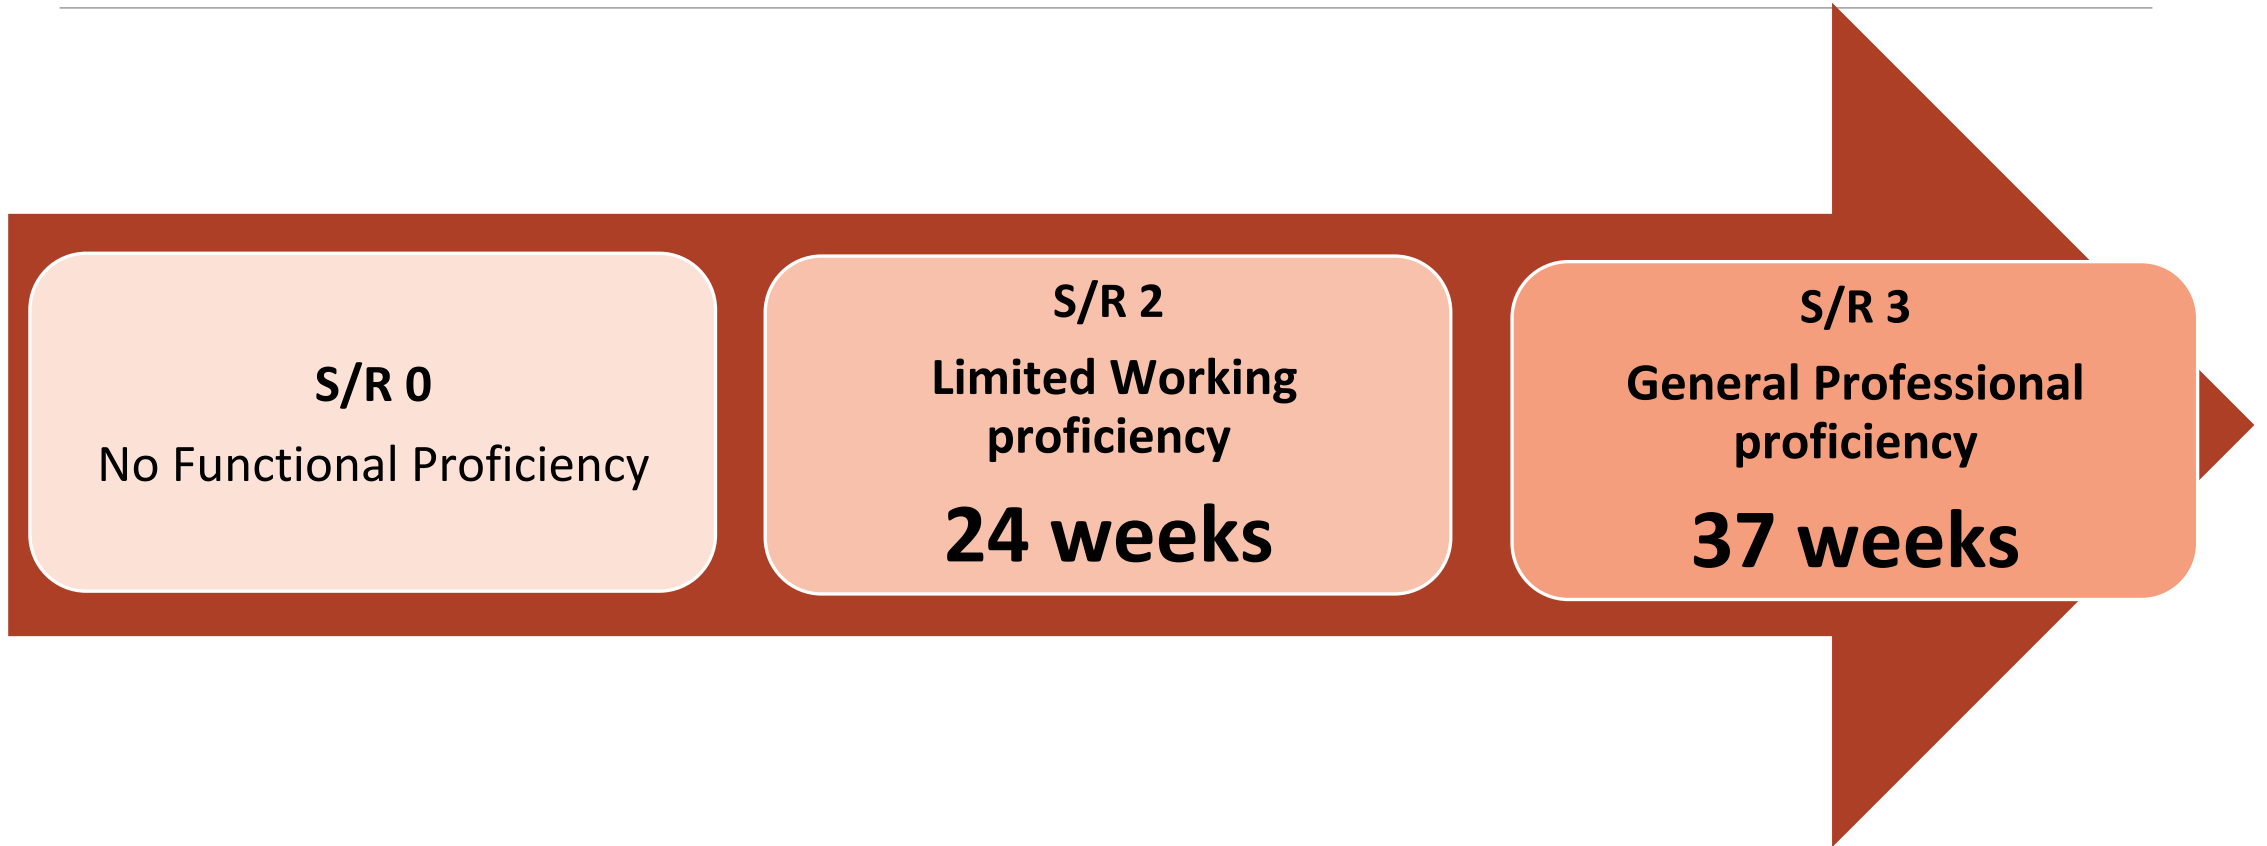 S/R 0
No Functional Proficiency
S/R 2
Limited Working
proficiency
24 weeks
S/R 3
General Professional
proficiency
37 weeks